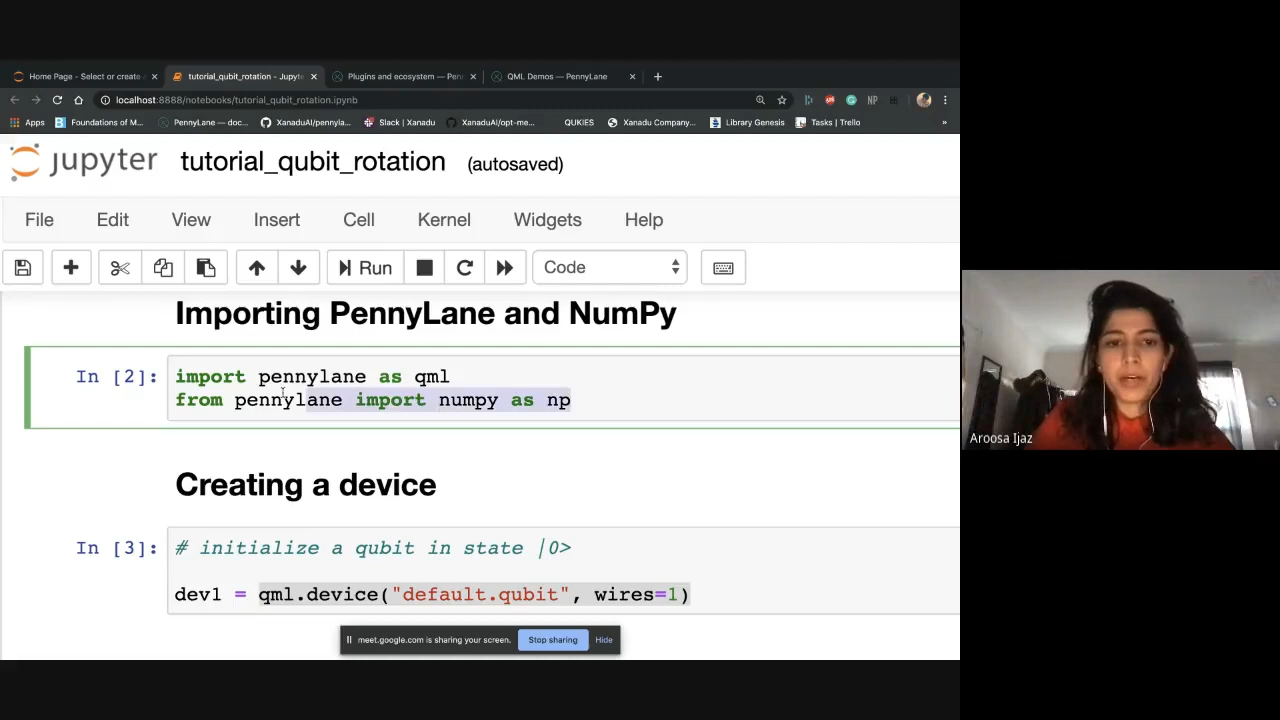 Home Page - Select or create
tutorial_qubit_rotation - Jupyte
Plugins and ecosystem — Pen
QML Demos — PennyLane
localhost:8888/notebooks/tutorial_qubit_rotation.ipynb
NP
Apps
Foundations of M...
PennyLane — doc...
XanaduAI/pennyla...
Slack | Xanadu
XanaduAI/opt-me...
QUKIES
Xanadu Company...
Library Genesis
Tasks | Trello
»
jupyter
tutorial_qubit_rotation (autosaved)
File Edit View Insert Cell Kernel Widgets Help
Run Code
Importing PennyLane and NumPy
In [2]: import pennylane as qml
from pennylane import numpy as np
Creating a device
In [3]: # initialize a qubit in state |0>
dev1 = qml.device("default.qubit", wires=1)
meet.google.com is sharing your screen. Stop sharing Hide
Aroosa Ijaz